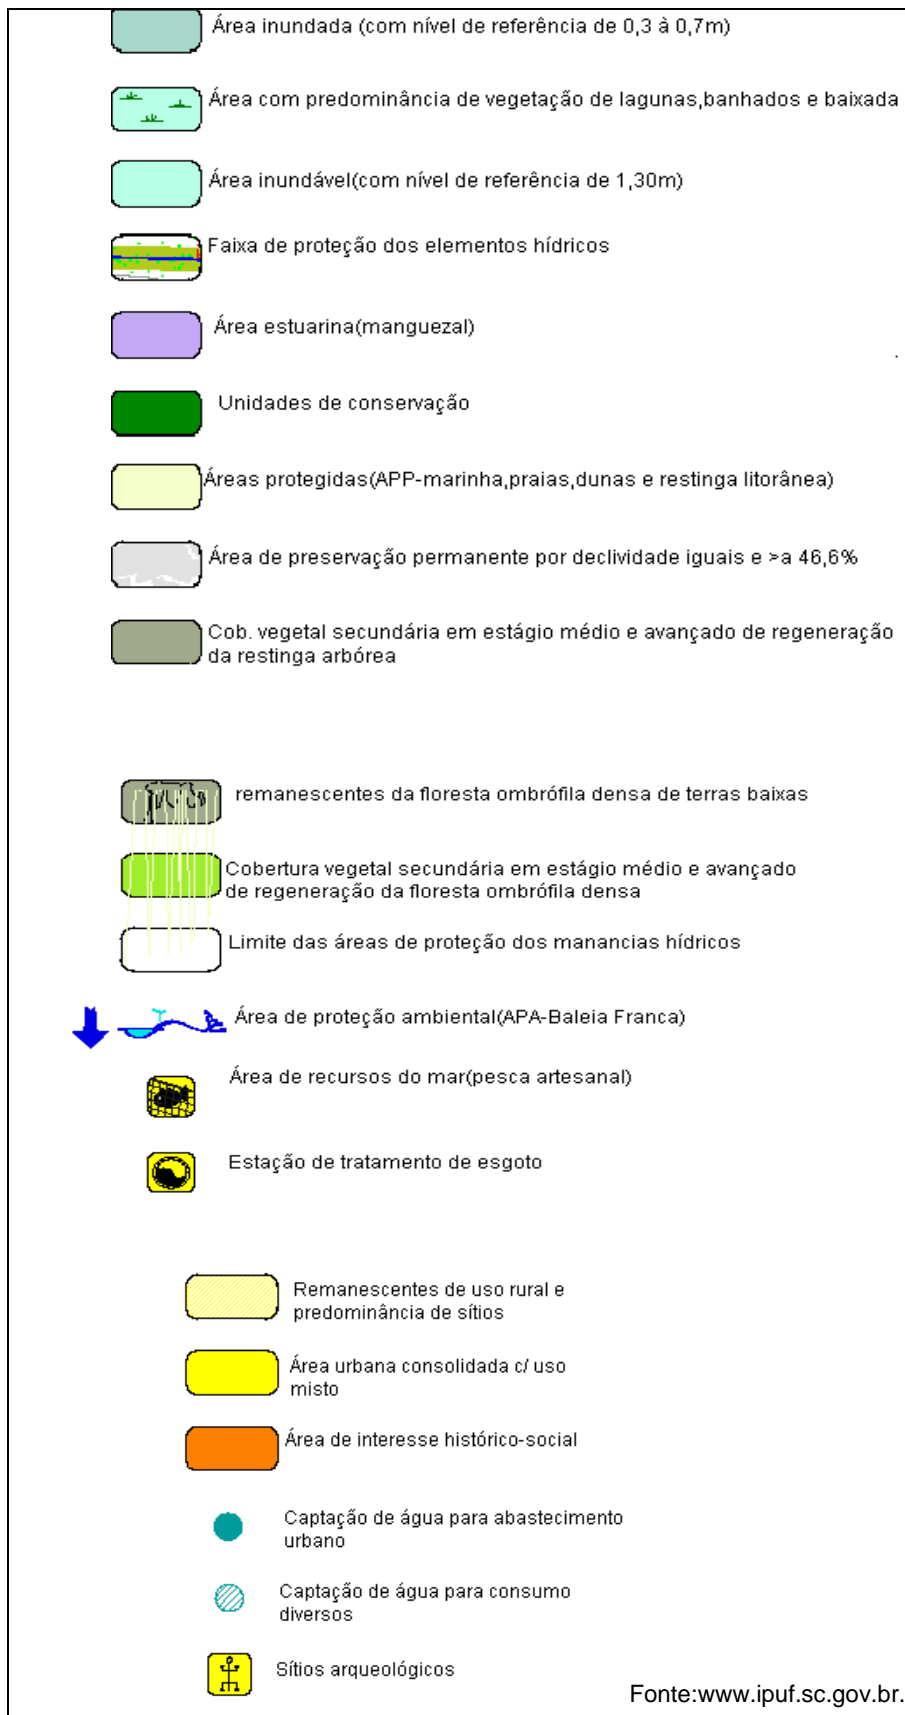 Área inundada (com nível de referência de 0,3 à 0,7m)
Área com predominância de vegetação de lagunas,banhados e baixada
Área inundável(com nível de referência de 1,30m)
Faixa de proteção dos elementos hídricos
Área estuarina(manguezal)
Unidades de conservação
Áreas protegidas(APP-marinha,praias,dunas e restinga litorânea)
Área de preservação permanente por declividade iguais e >a 46,6%
Cob. vegetal secundária em estágio médio e avançado de regeneração
da restinga arbórea
remanescentes da floresta ombrófila densa de terras baixas
Cobertura vegetal secundária em estágio médio e avançado
de regeneração da floresta ombrófila densa
Limite das áreas de proteção dos manancias hídricos
Área de proteção ambiental(APA-Baleia Franca)
Área de recursos do mar(pesca artesanal)
Estação de tratamento de esgoto
Remanescentes de uso rural e
predominância de sítios
Área urbana consolidada c/ uso
misto
Área de interesse histórico-social
Captação de água para abastecimento
urbano
Captação de água para consumo
diversos
Sítios arqueológicos
Fonte:www.ipuf.sc.gov.br.